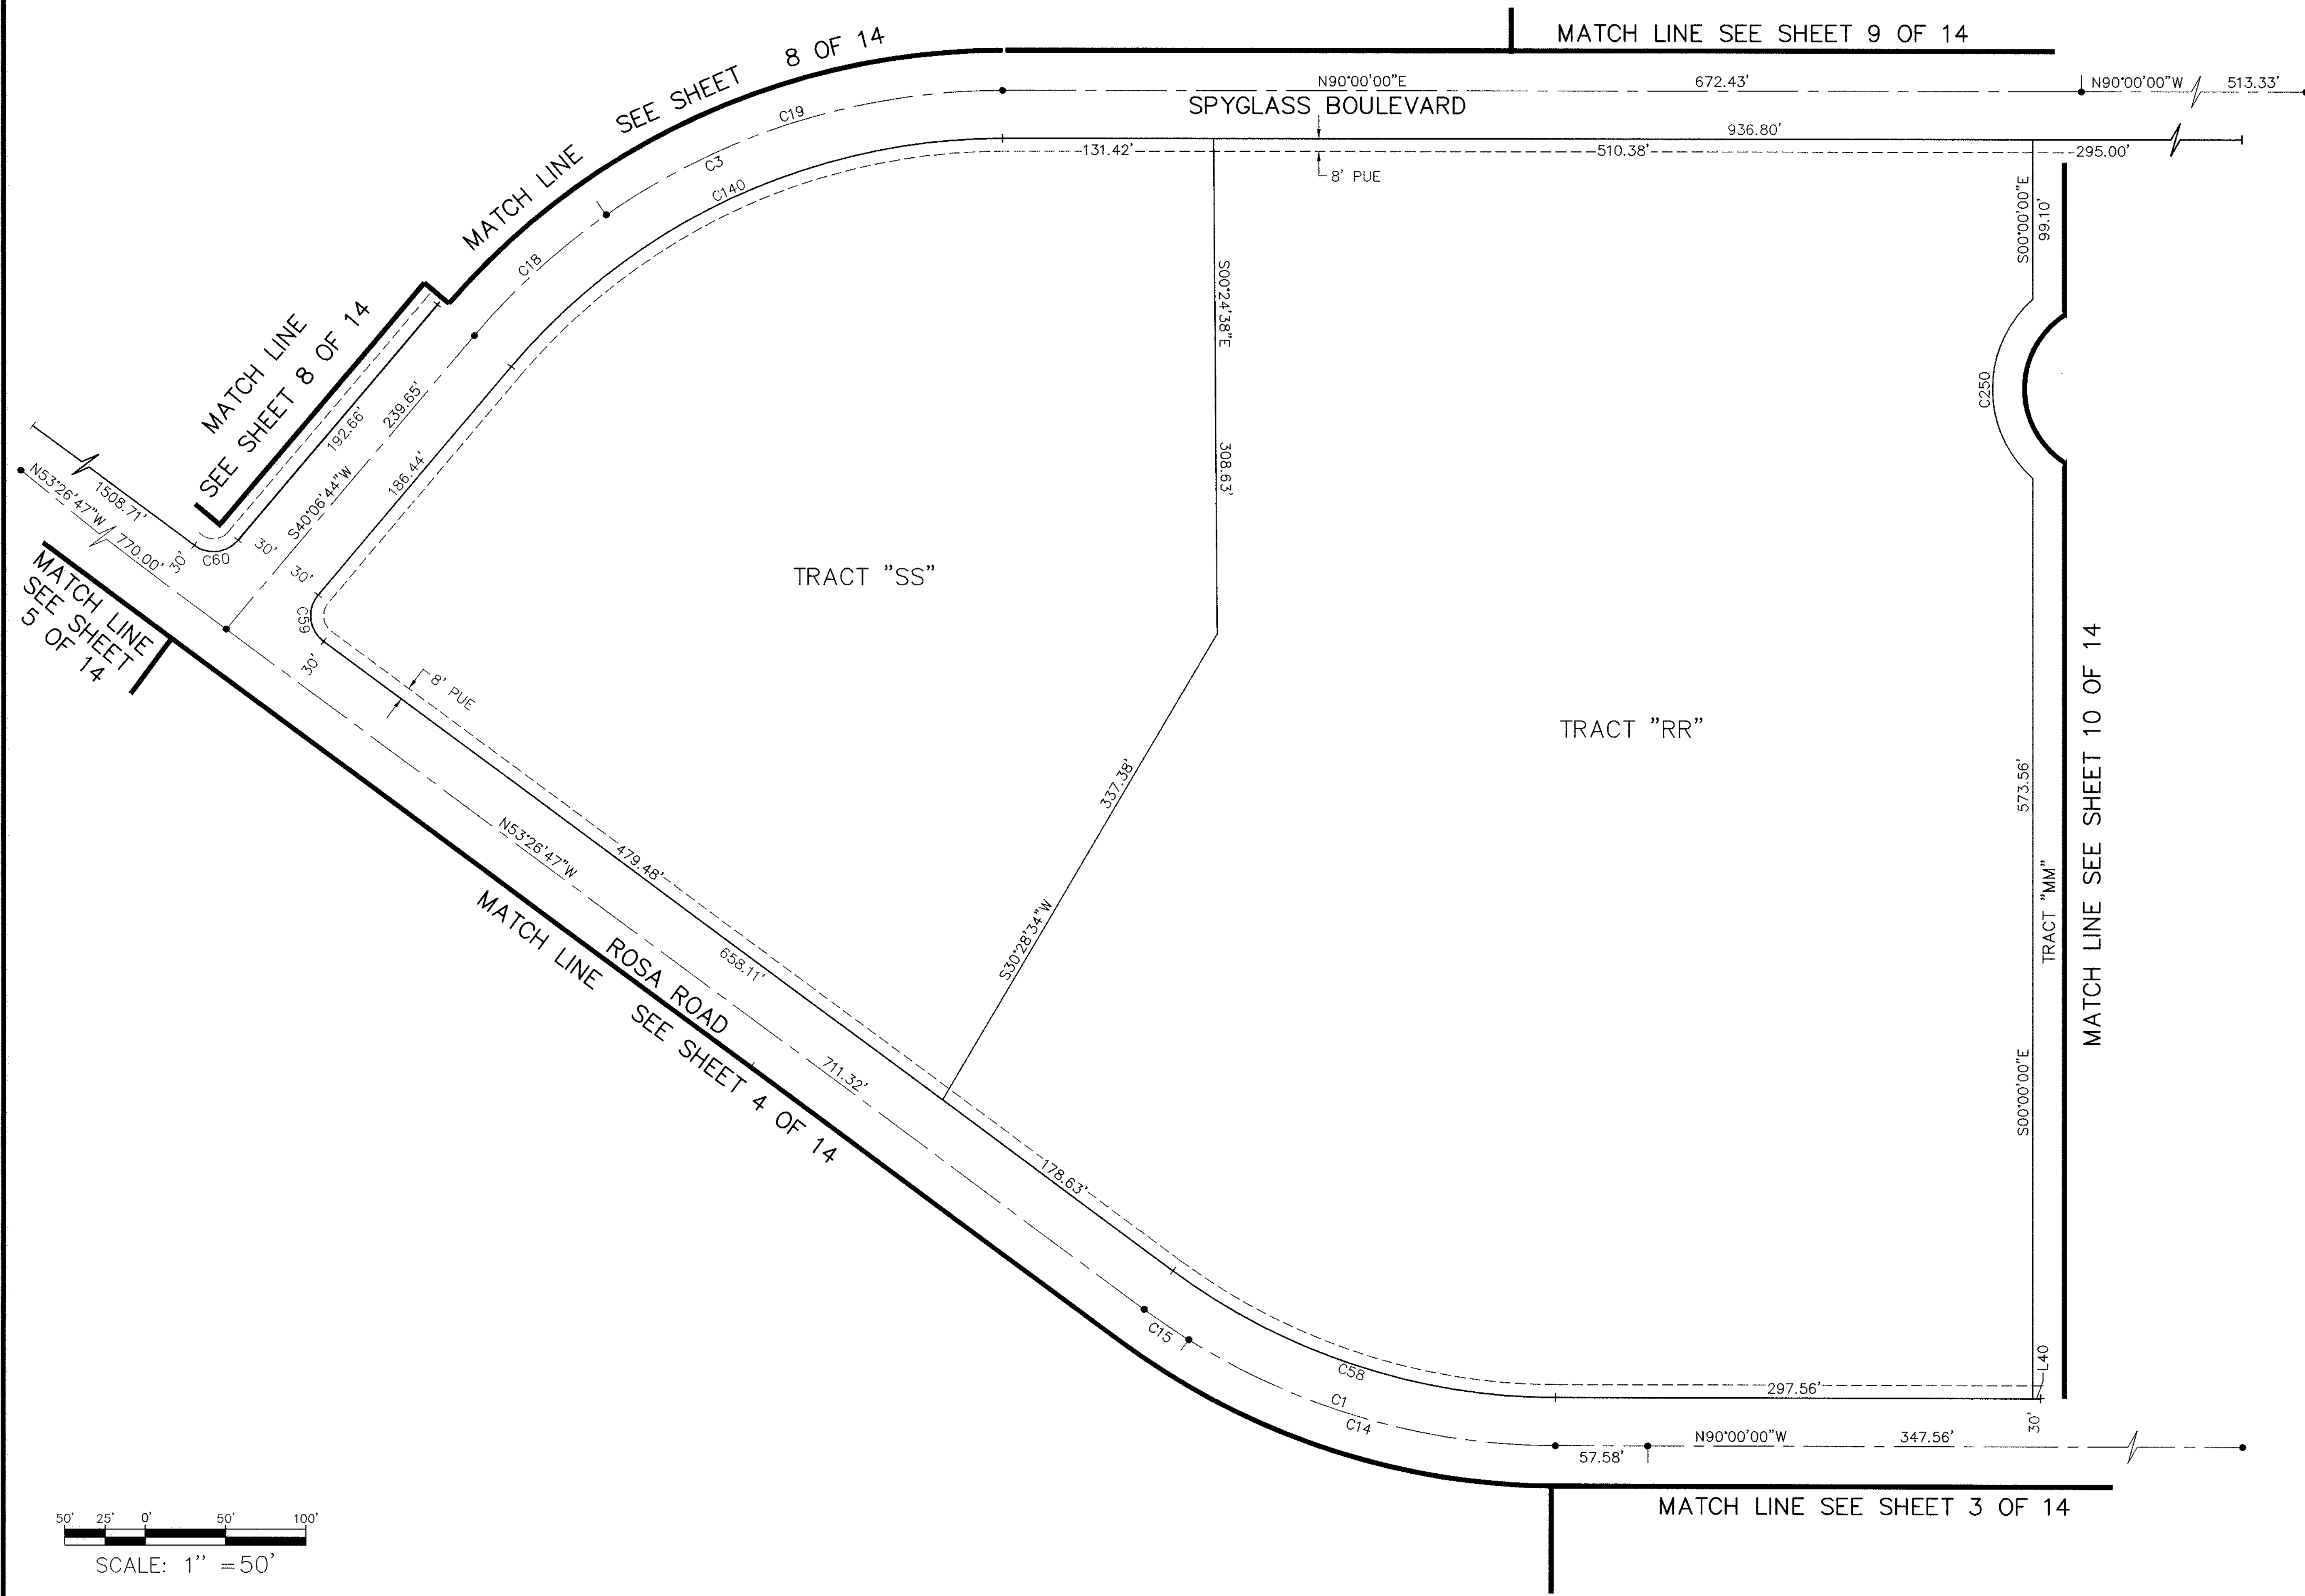 MATCH LINE SEE SHEET 8 OF 14
MATCH LINE SEE SHEET 9 OF 14
N90°00'00"E
672.43'
N90°00'00"W
513.33'
SPYGLASS BOULEVARD
C19
C3
C140
C18
936.80'
131.42'
510.38'
295.00'
8' PUE
S00°00'00"E
99.10'
S00°24'38"E
308.63'
C250
MATCH LINE
SEE SHEET 8 OF 14
192.66'
239.65'
186.44'
S40°06'44"W
1508.71'
N53°26'47"W
770.00'
30'
C60
30'
30'
C59
30'
MATCH LINE
SEE SHEET
5 OF 14
TRACT "SS"
8' PUE
TRACT "RR"
337.38'
S30°28'34"W
573.56'
TRACT "MM"
S00°00'00"E
MATCH LINE SEE SHEET 10 OF 14
N53°26'47"W
479.48'
658.11'
ROSA ROAD
711.32'
MATCH LINE SEE SHEET 4 OF 14
178.63'
C15
C58
C1
C14
297.56'
L40
30'
57.58'
N90°00'00"W
347.56'
MATCH LINE SEE SHEET 3 OF 14
50' 25' 0' 50' 100'
SCALE: 1" =50'